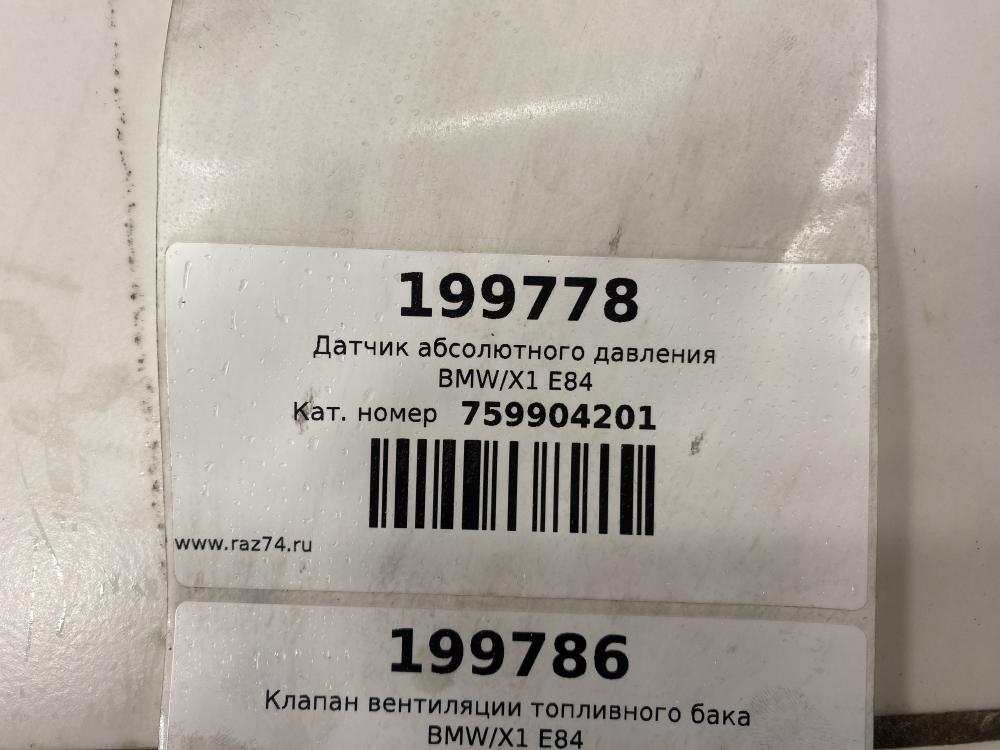 199778
Датчик абсолютного давления
BMW/X1 E84
Кат. номер 759904201
www.raz74.ru
199786
Клапан вентиляции топливного бака
BMW/X1 E84